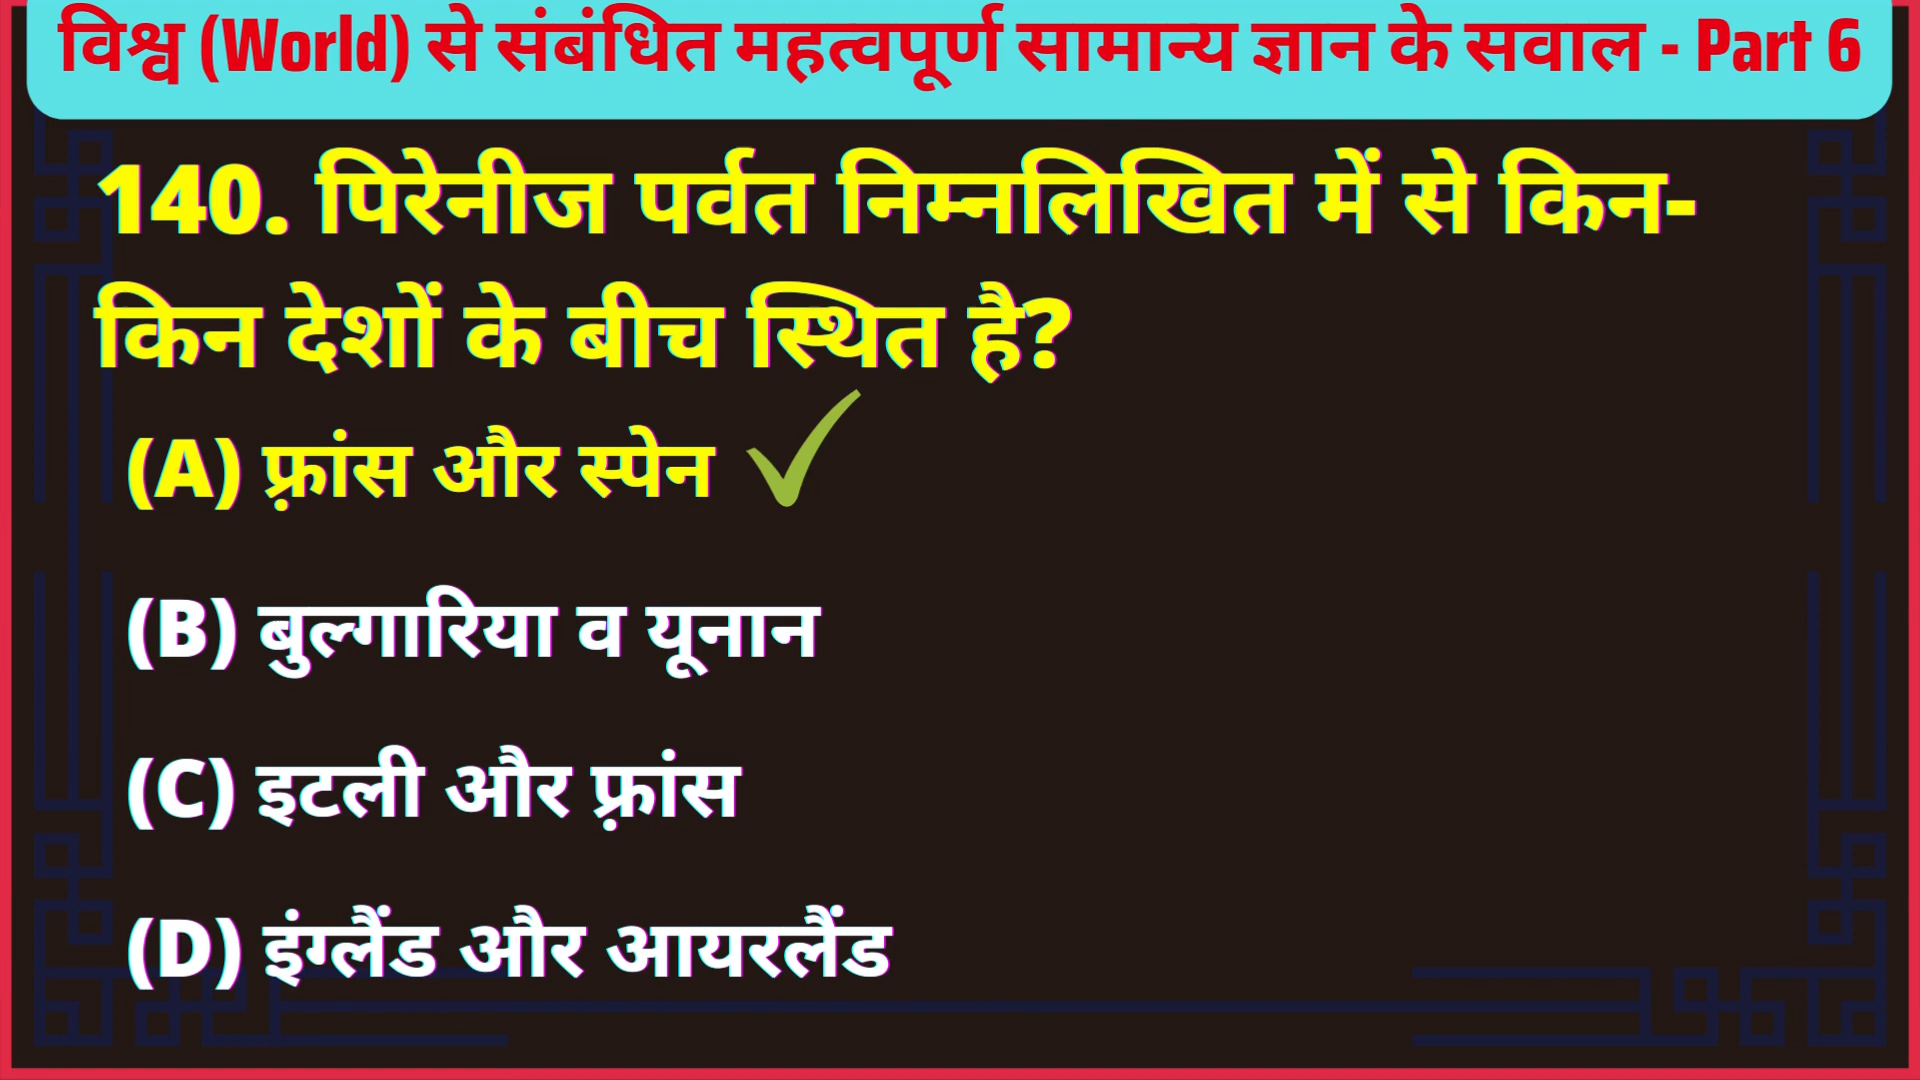 विश्व (World) से संबंधित महत्वपूर्ण सामान्य ज्ञान के सवाल - Part 6
140. पिरेनीज पर्वत निम्नलिखित में से किन-
किन देशों के बीच स्थित है?
(A) फ़्रांस और स्पेन
(B) बुल्गारिया व यूनान
(C) इटली और फ़्रांस
(D) इंग्लैंड और आयरलैंड